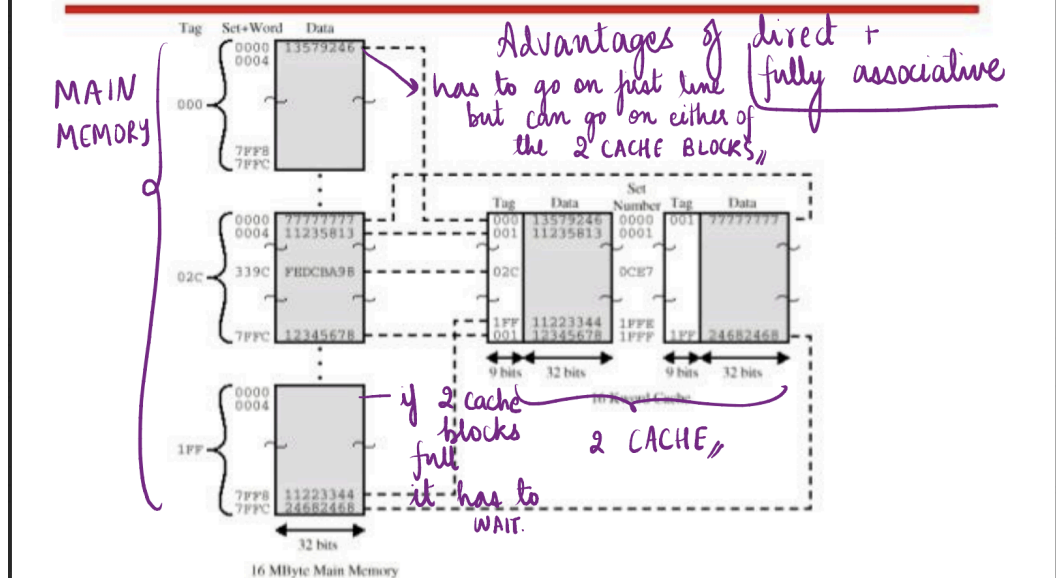 Tag Set+Word Data
0000 13579246
0004
000
7FF8
7FFC
MAIN
MEMORY
Advantages of direct +
fully associative
has to go on first line
but can go on either of
the 2 CACHE BLOCKS,,
0000 77777777
0004 11235813
02C
339C FEDCBA98
7FFC 12345678
Tag Data Set Number Tag Data
000 13579246 0000 001 77777777
001 11235813 0001
02C 0CE7
1FF 11223344 1FFE
001 12345678 1FFF 1FF 24682468
9 bits 32 bits 9 bits 32 bits
16 Kword Cache
2 CACHE,,
0000
0004
1FF
7FF8 11223344
7FFC 24682468
if 2 cache
blocks
full
it has to
WAIT.
32 bits
16 MByte Main Memory